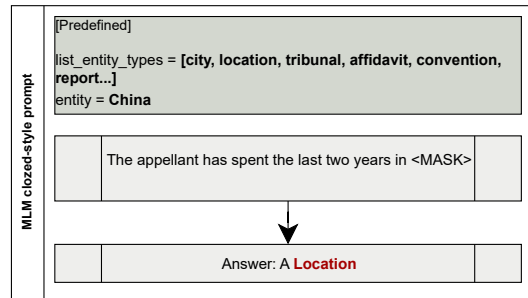 MLM clozed-style prompt
[Predefined]
list_entity_types = [city, location, tribunal, affidavit, convention,
report...]
entity = China
The appellant has spent the last two years in <MASK>
Answer: A Location